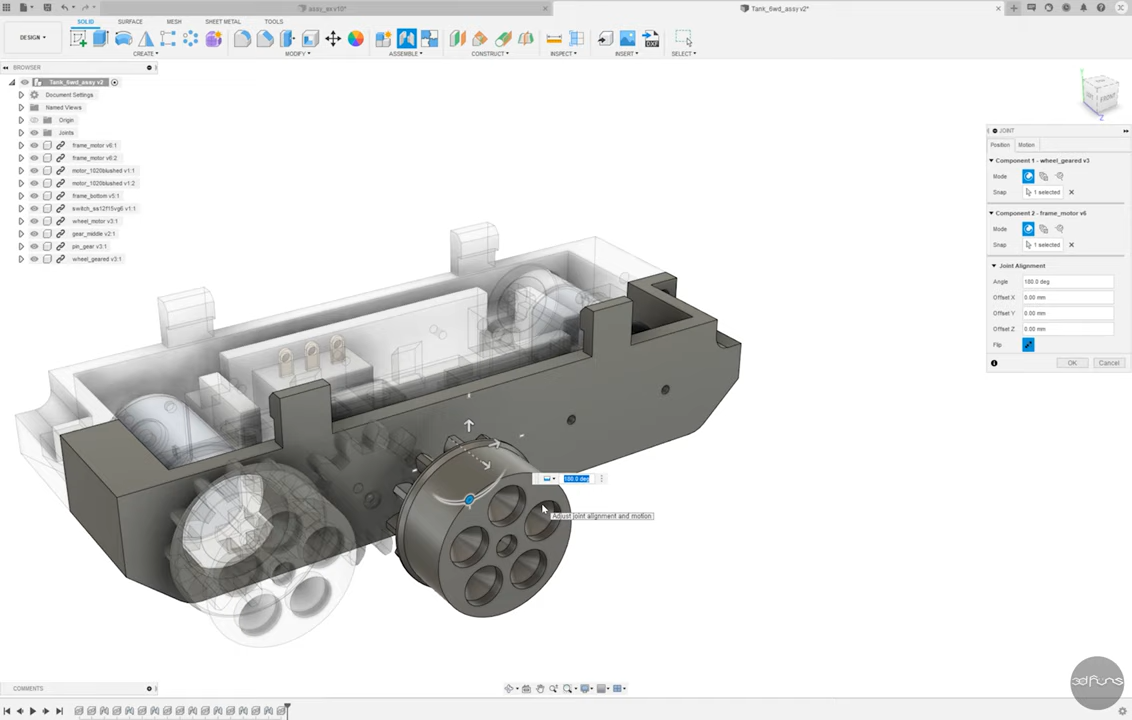 assy_ex v10*
Tank_6wd_assy v2*
SOLID
SURFACE
MESH
SHEET METAL
TOOLS
DESIGN
CREATE
MODIFY
ASSEMBLE
CONSTRUCT
INSPECT
INSERT
SELECT
BROWSER
Tank_6wd_assy v2
Document Settings
Named Views
Origin
Joints
frame_motor v6:1
frame_motor v6:2
motor_1020blushed v1:1
motor_1020blushed v1:2
frame_bottom v5:1
switch_ss12f15vg6 v1:1
wheel_motor v3:1
gear_middle v2:1
pin_gear v3:1
wheel_geared v3:1
FRONT
Y
Z
JOINT
Position
Motion
Component 1 - wheel_geared v3
Mode
Snap
1 selected
Component 2 - frame_motor v6
Mode
Snap
1 selected
Joint Alignment
Angle
180.0 deg
Offset X
0.00 mm
Offset Y
0.00 mm
Offset Z
0.00 mm
Flip
OK
Cancel
180.0 deg
Adjust joint alignment and motion
COMMENTS
3dfuns